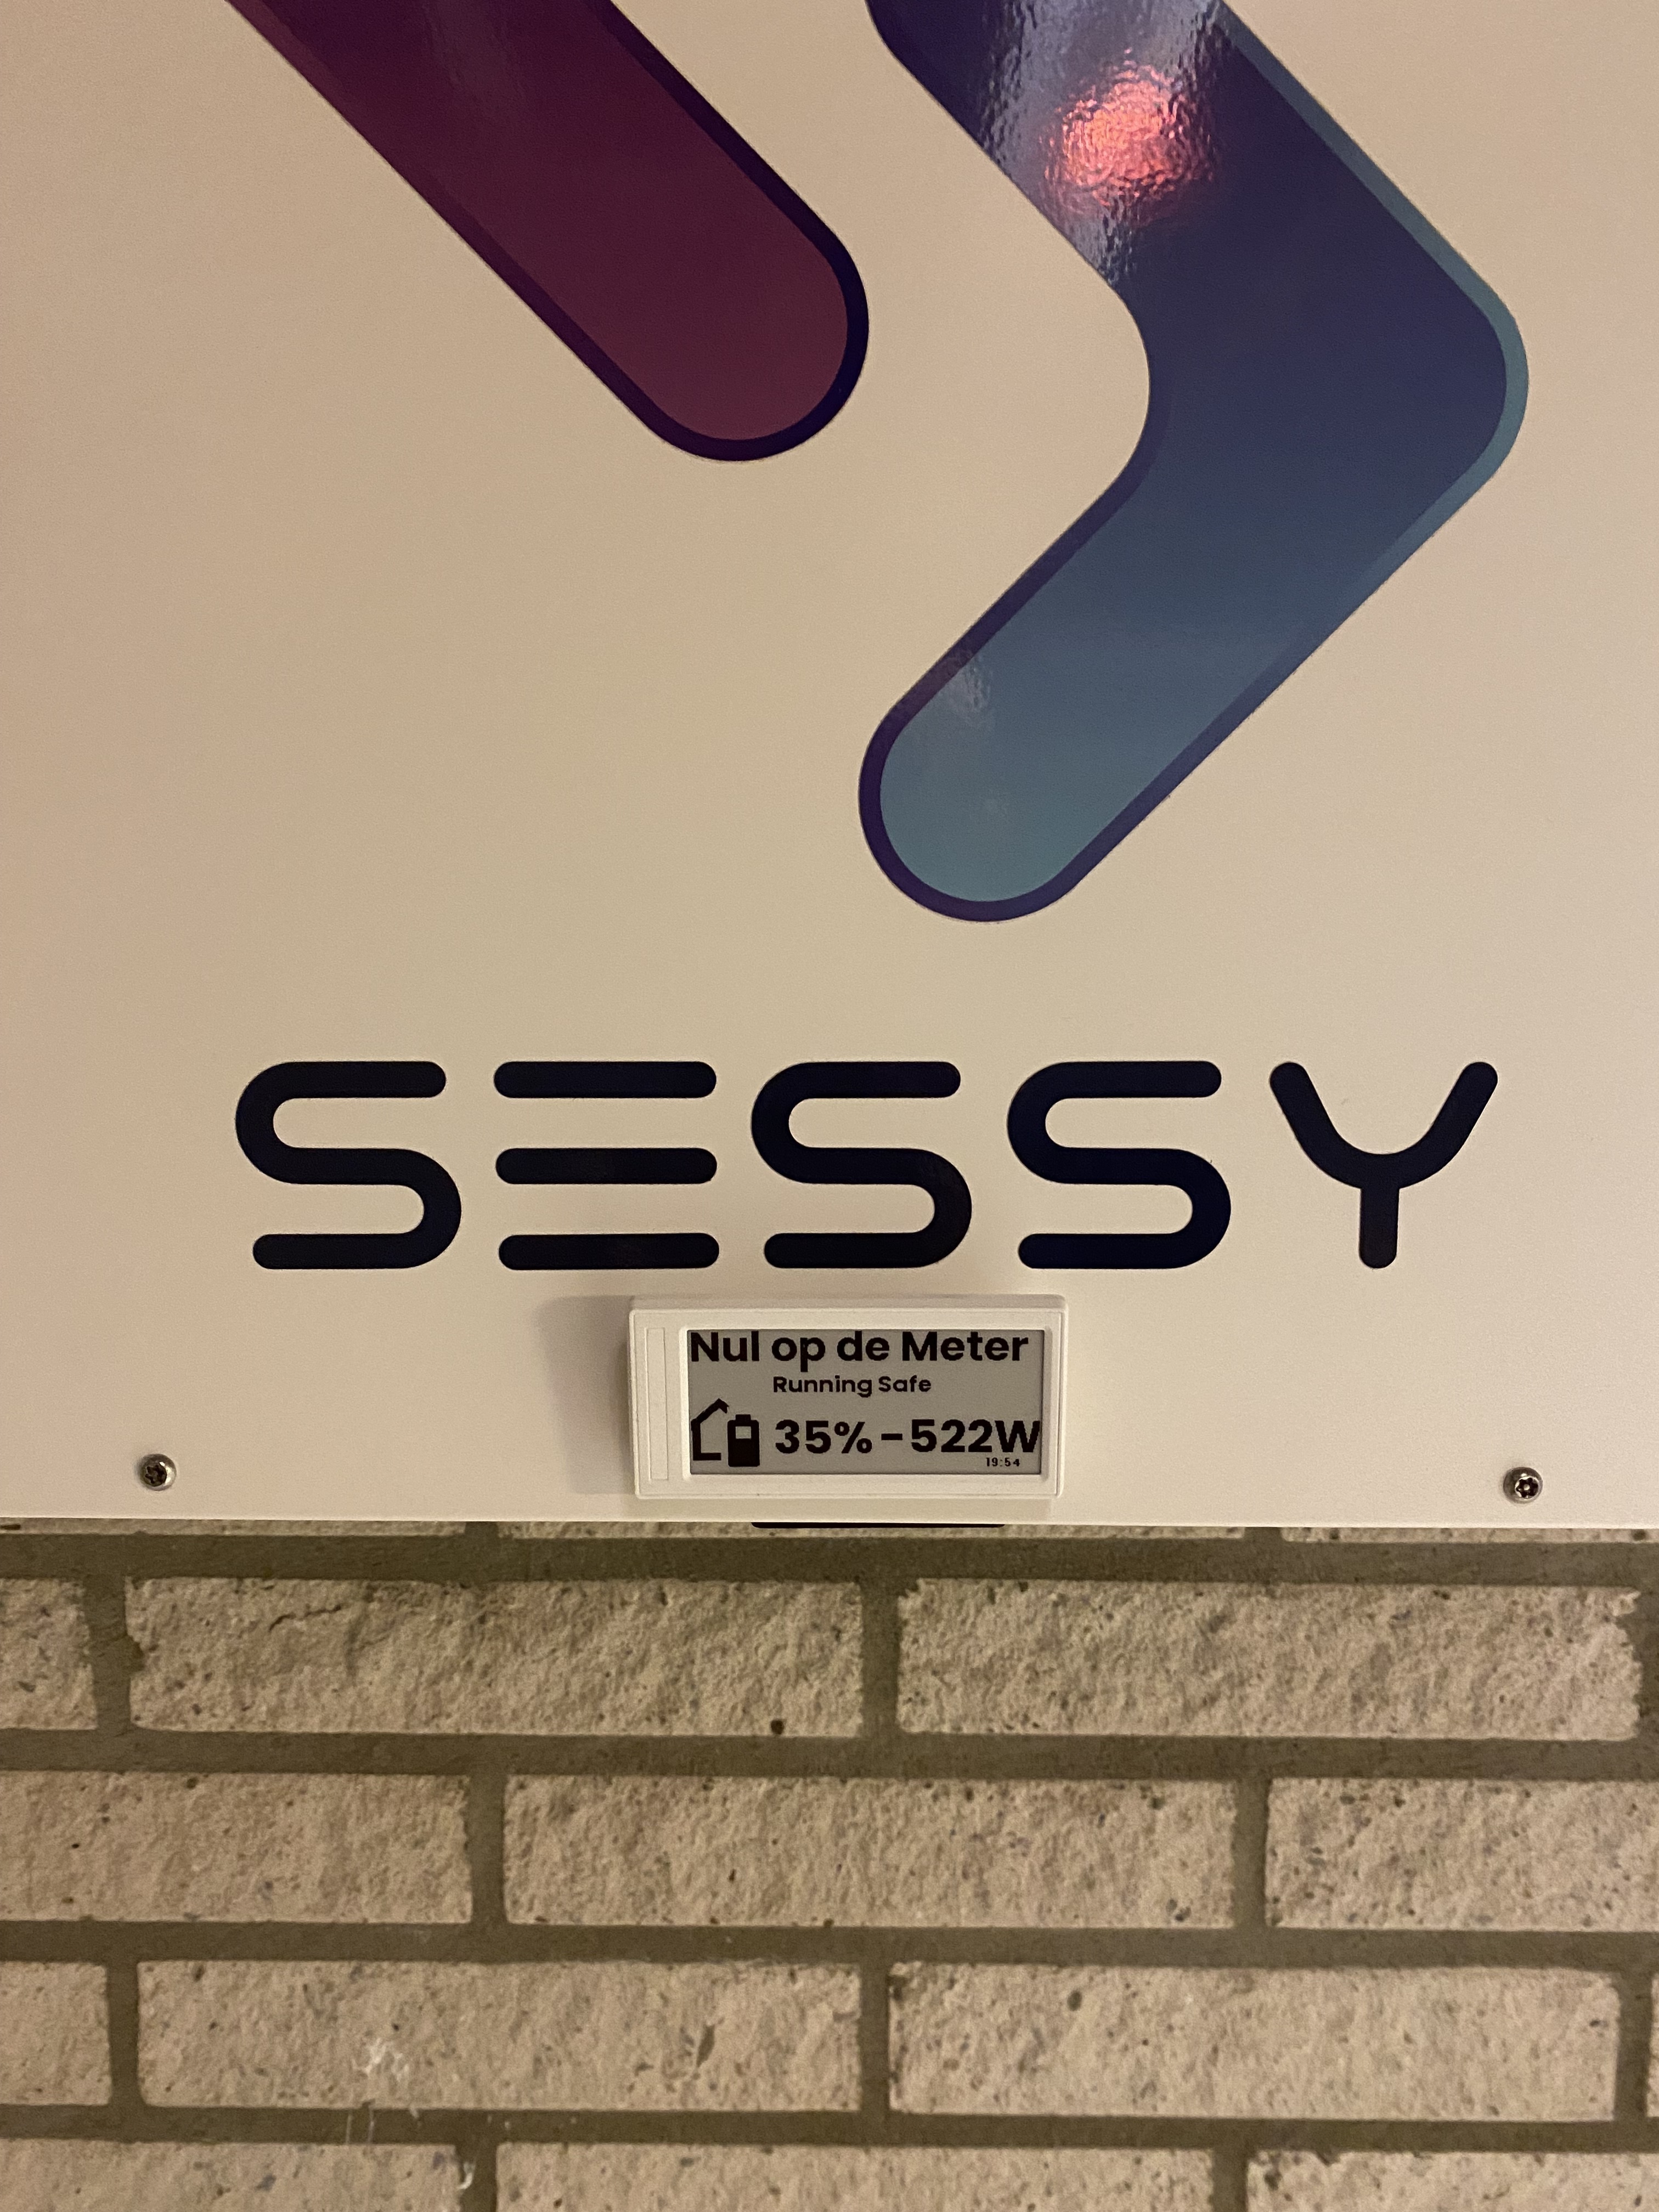 SESSY
Nul op de Meter
Running Safe
35% -522W
19:54